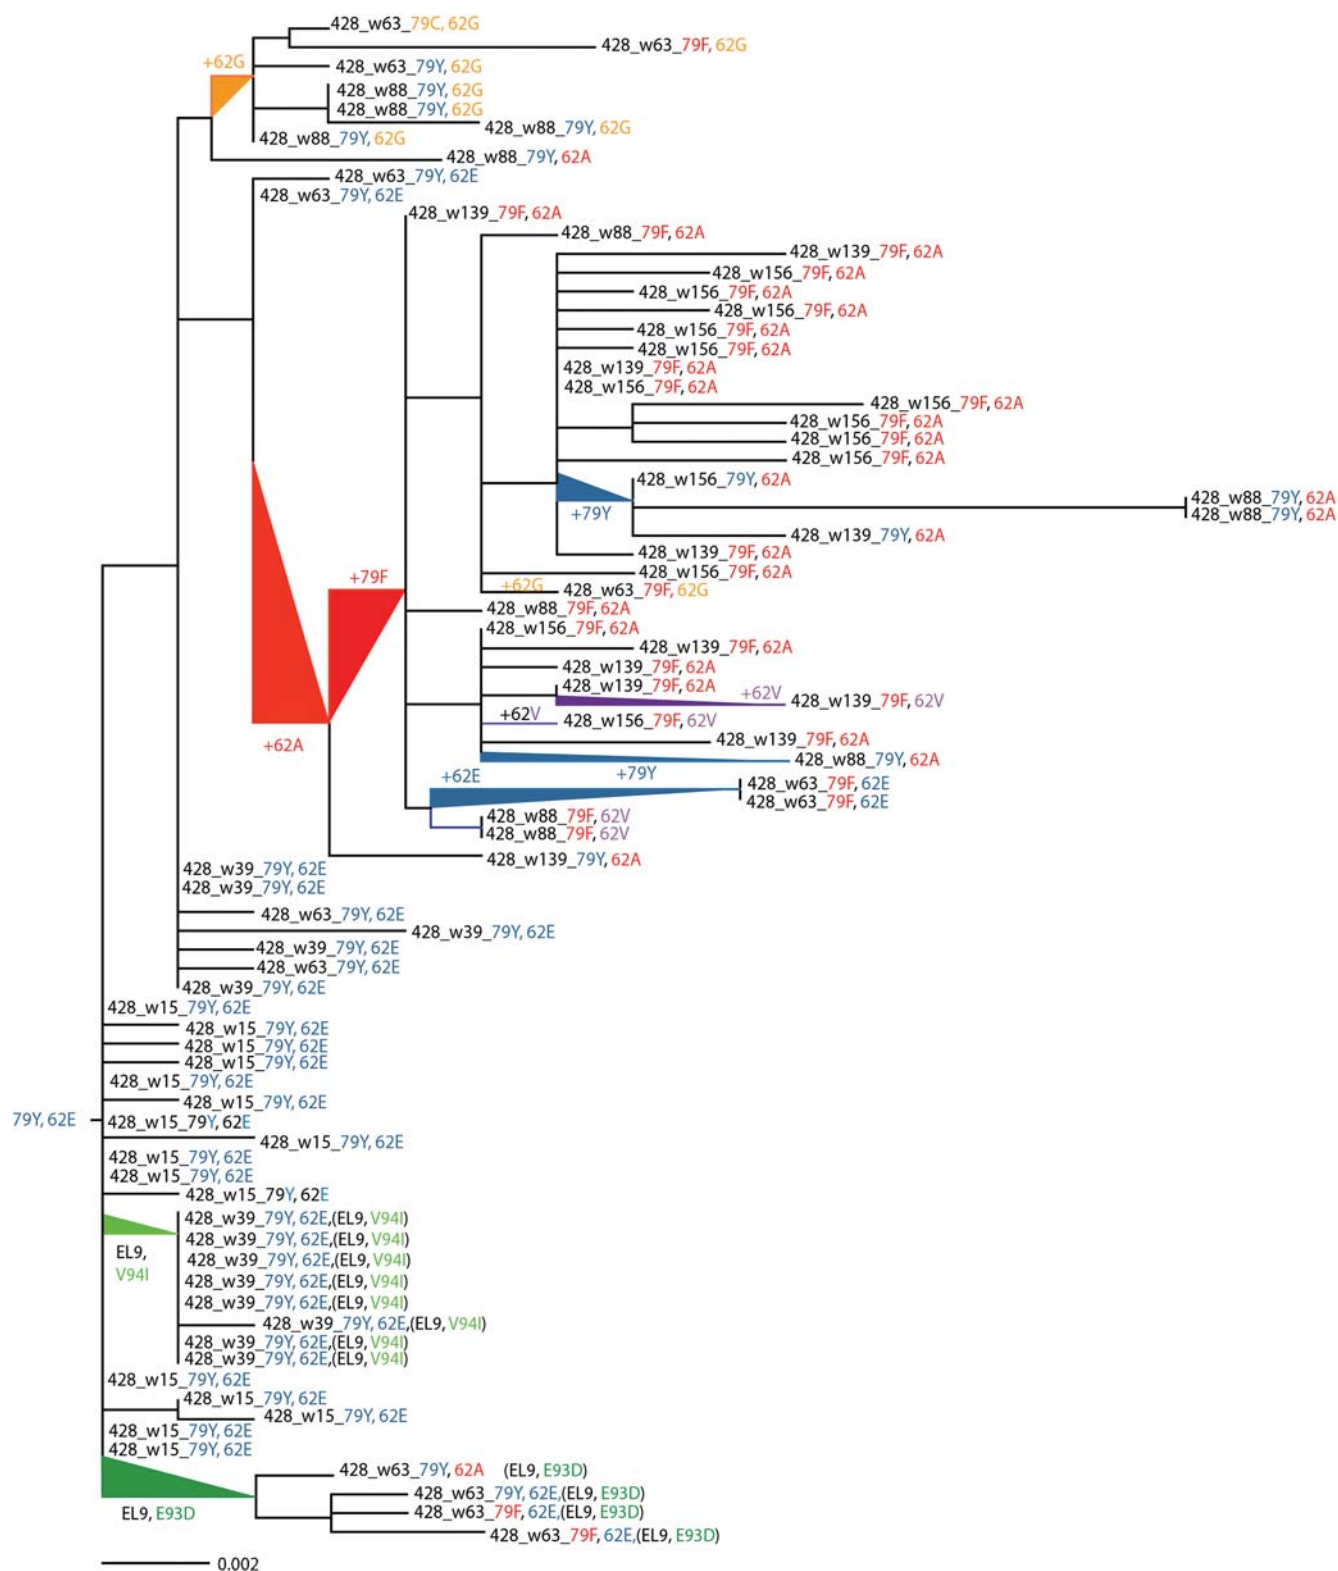 428_w63_79C, 62G
428_w63_79F, 62G
+62G
428_w63_79Y, 62G
428_w88_79Y, 62G
428_w88_79Y, 62G
428_w88_79Y, 62G
428_w88_79Y, 62G
428_w88_79Y, 62A
428_w63_79Y, 62E
428_w63_79Y, 62E
428_w139_79F, 62A
428_w88_79F, 62A
428_w139_79F, 62A
428_w156_79F, 62A
428_w156_79F, 62A
428_w156_79F, 62A
428_w156_79F, 62A
428_w156_79F, 62A
428_w139_79F, 62A
428_w156_79F, 62A
428_w156_79F, 62A
428_w156_79F, 62A
428_w156_79F, 62A
428_w156_79F, 62A
428_w156_79Y, 62A
428_w88_79Y, 62A
+79Y
428_w88_79Y, 62A
428_w139_79Y, 62A
428_w139_79F, 62A
428_w156_79F, 62A
+79F
+62G
428_w63_79F, 62G
428_w88_79F, 62A
428_w156_79F, 62A
428_w139_79F, 62A
428_w139_79F, 62A
428_w139_79F, 62A
+62V
428_w139_79F, 62V
+62V
428_w156_79F, 62V
428_w139_79F, 62A
+62A
428_w88_79Y, 62A
+62E
+79Y
428_w63_79F, 62E
428_w63_79F, 62E
428_w88_79F, 62V
428_w88_79F, 62V
428_w139_79Y, 62A
428_w39_79Y, 62E
428_w39_79Y, 62E
428_w63_79Y, 62E
428_w39_79Y, 62E
428_w39_79Y, 62E
428_w63_79Y, 62E
428_w39_79Y, 62E
428_w15_79Y, 62E
428_w15_79Y, 62E
428_w15_79Y, 62E
428_w15_79Y, 62E
428_w15_79Y, 62E
428_w15_79Y, 62E
79Y, 62E
428_w15_79Y, 62E
428_w15_79Y, 62E
428_w15_79Y, 62E
428_w15_79Y, 62E
428_w15_79Y, 62E
428_w39_79Y, 62E,(EL9, V94I)
428_w39_79Y, 62E,(EL9, V94I)
EL9,
428_w39_79Y, 62E,(EL9, V94I)
V94I
428_w39_79Y, 62E,(EL9, V94I)
428_w39_79Y, 62E,(EL9, V94I)
428_w39_79Y, 62E,(EL9, V94I)
428_w39_79Y, 62E,(EL9, V94I)
428_w39_79Y, 62E,(EL9, V94I)
428_w15_79Y, 62E
428_w15_79Y, 62E
428_w15_79Y, 62E
428_w15_79Y, 62E
428_w15_79Y, 62E
428_w63_79Y, 62A (EL9, E93D)
428_w63_79Y, 62E,(EL9, E93D)
EL9, E93D
428_w63_79F, 62E,(EL9, E93D)
428_w63_79F, 62E,(EL9, E93D)
0.002